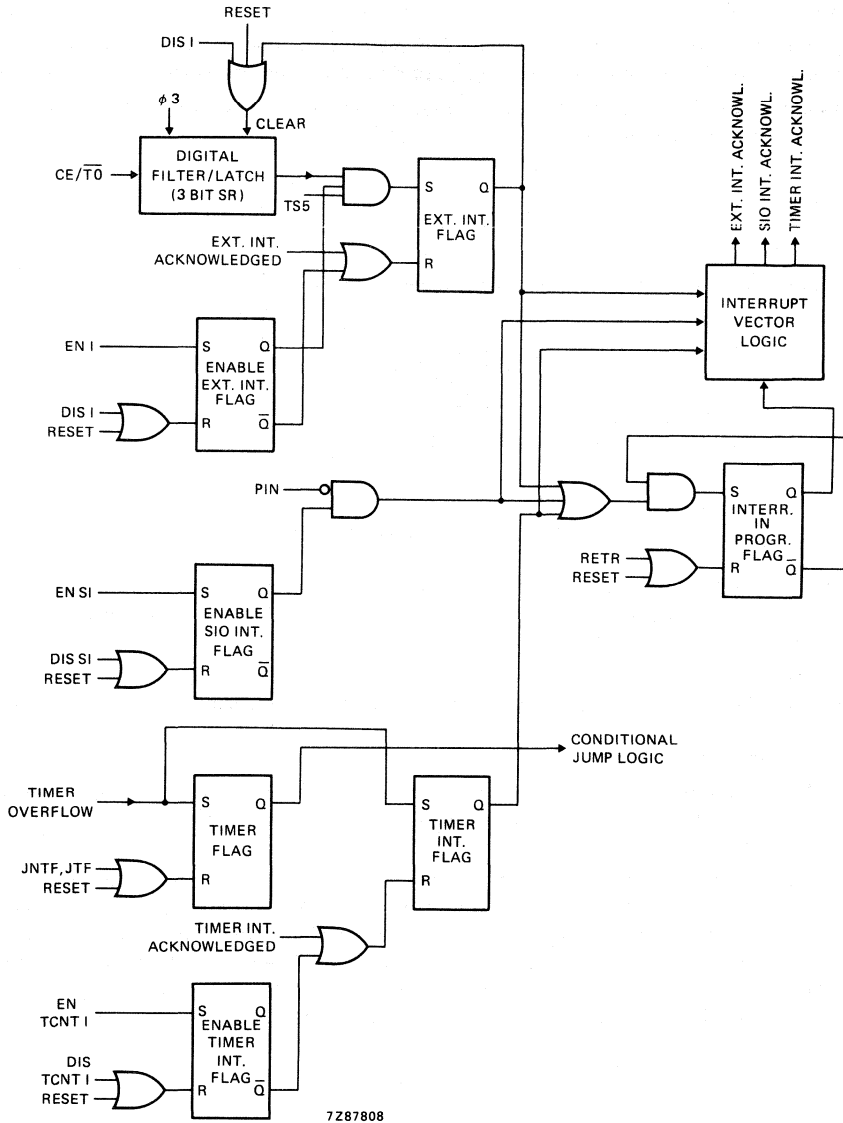 RESET
DIS I
ϕ 3
CLEAR
CE/T̅0̅
DIGITAL
FILTER/LATCH
(3 BIT SR)
TS5
S
Q
EXT. INT.
FLAG
R
EXT. INT.
ACKNOWLEDGED
EXT. INT. ACKNOWL.
SIO INT. ACKNOWL.
TIMER INT. ACKNOWL.
INTERRUPT
VECTOR
LOGIC
EN I
S
Q
ENABLE
EXT. INT.
FLAG
DIS I
RESET
R
Q̅
PIN
S
Q
INTERR.
IN
PROGR.
FLAG
RETR
RESET
R
Q̅
EN SI
S
Q
ENABLE
SIO INT.
FLAG
DIS SI
RESET
R
Q̅
CONDITIONAL
JUMP LOGIC
TIMER
OVERFLOW
S
Q
TIMER
FLAG
JNTF, JTF
RESET
R
S
Q
TIMER
INT.
FLAG
R
TIMER INT.
ACKNOWLEDGED
EN
TCNT I
S
Q
ENABLE
TIMER
INT.
FLAG
DIS
TCNT I
RESET
R
Q̅
7Z87808